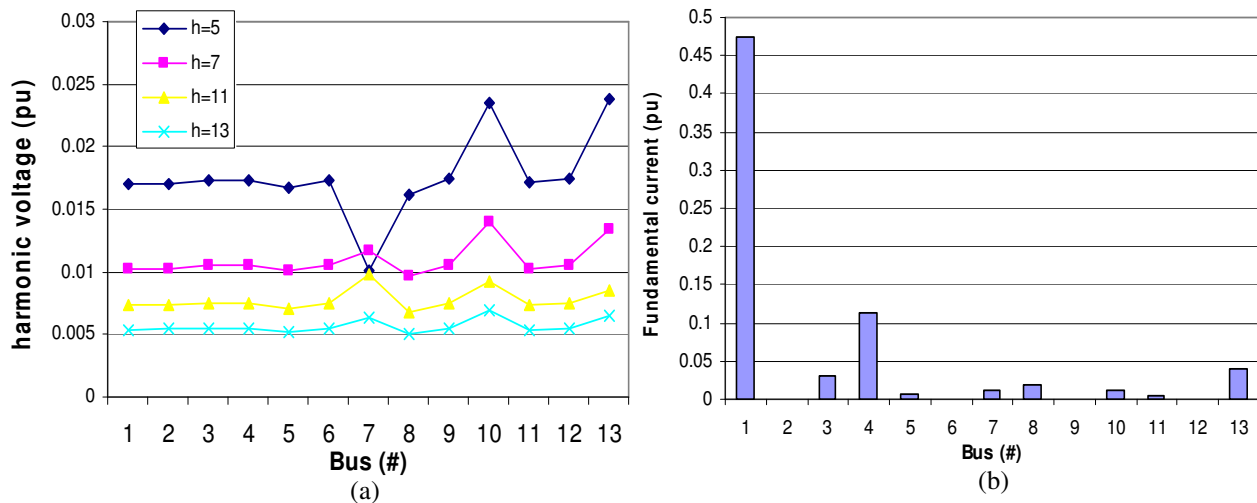 0.03
0.025
0.02
0.015
0.01
0.005
0
harmonic voltage (pu)
h=5
h=7
h=11
h=13
1 2 3 4 5 6 7 8 9 10 11 12 13
Bus (#)
(a)
0.5
0.45
0.4
0.35
0.3
0.25
0.2
0.15
0.1
0.05
0
Fundamental current (pu)
1 2 3 4 5 6 7 8 9 10 11 12 13
Bus (#)
(b)